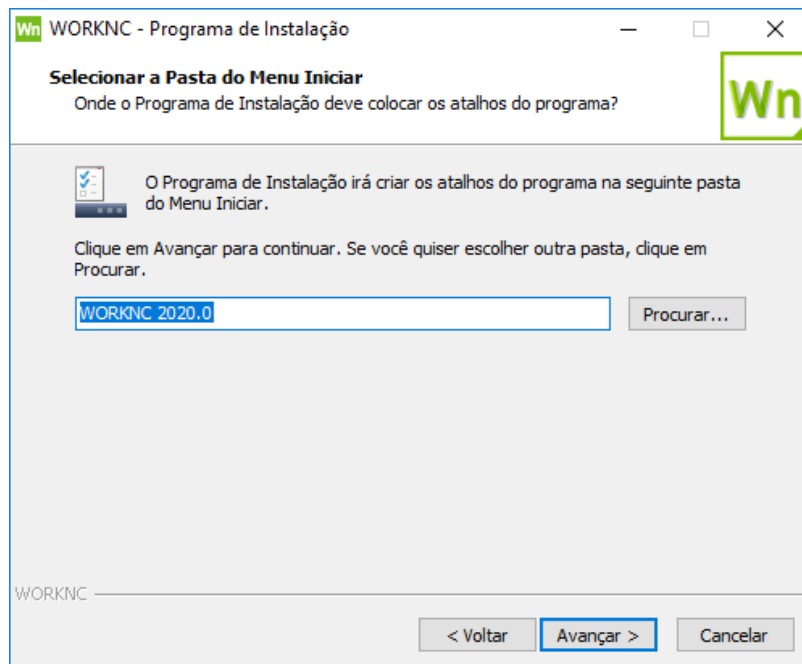 Wn WORKNC - Programa de Instalação
Selecionar a Pasta do Menu Iniciar
Onde o Programa de Instalação deve colocar os atalhos do programa?
Wn
O Programa de Instalação irá criar os atalhos do programa na seguinte pasta
do Menu Iniciar.
Clique em Avançar para continuar. Se você quiser escolher outra pasta, clique em
Procurar.
WORKNC 2020.0
Procurar...
WORKNC
< Voltar
Avançar >
Cancelar